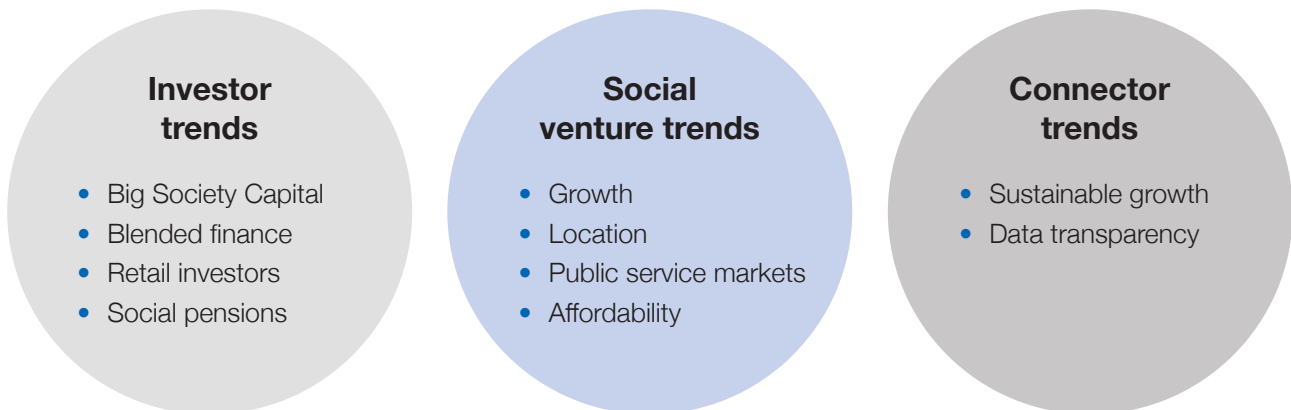 Investor
trends
• Big Society Capital
• Blended finance
• Retail investors
• Social pensions
Social
venture trends
• Growth
• Location
• Public service markets
• Affordability
Connector
trends
• Sustainable growth
• Data transparency